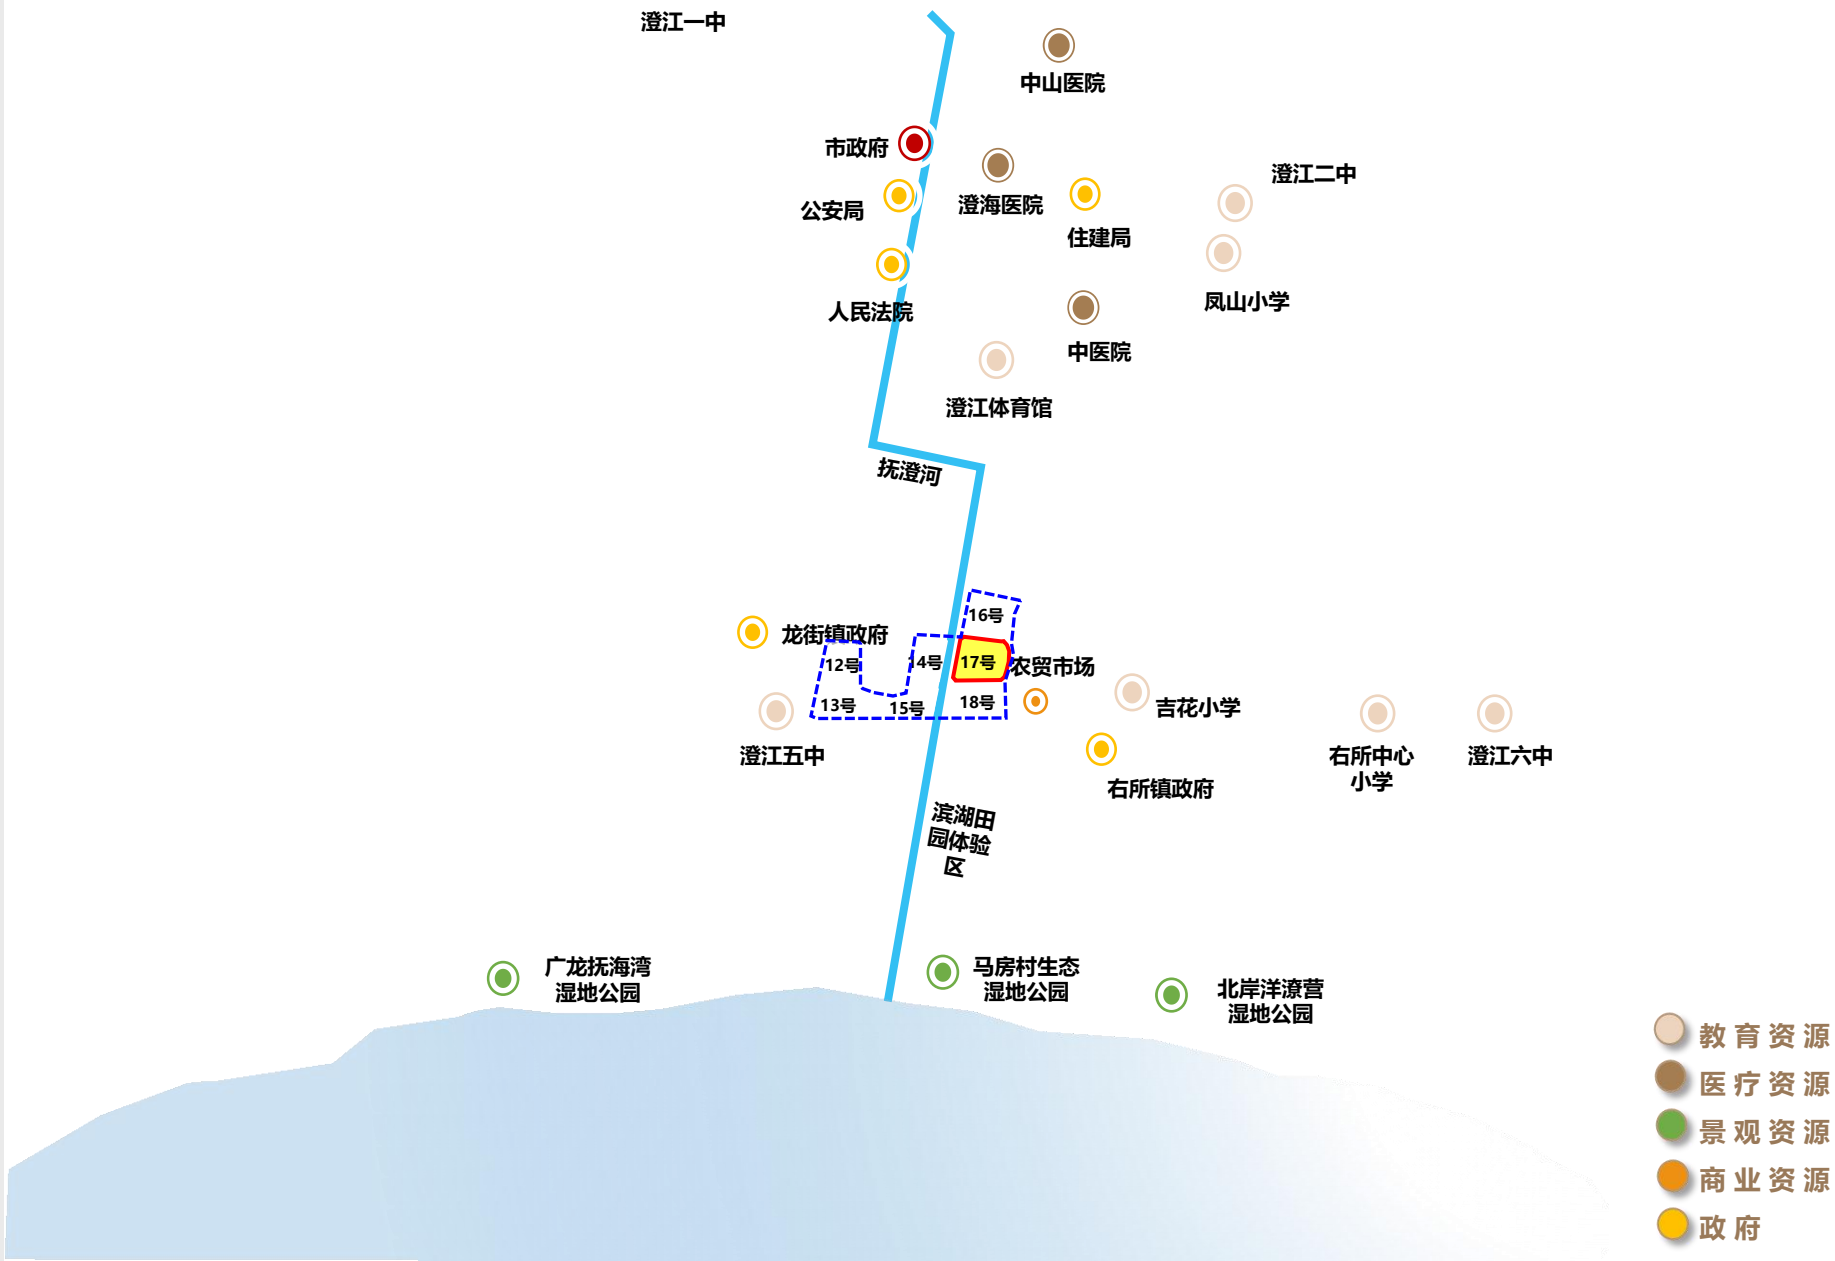 澄江一中
中山医院
市政府
澄江二中
公安局
澄海医院
住建局
凤山小学
人民法院
中医院
澄江体育馆
抚澄河
16号
龙街镇政府
12号
14号
17号
农贸市场
13号
15号
18号
吉花小学
澄江五中
右所中心
小学
澄江六中
右所镇政府
滨湖田
园体验
区
广龙抚海湾
湿地公园
马房村生态
湿地公园
北岸洋潦营
湿地公园
教育资源
医疗资源
景观资源
商业资源
政府